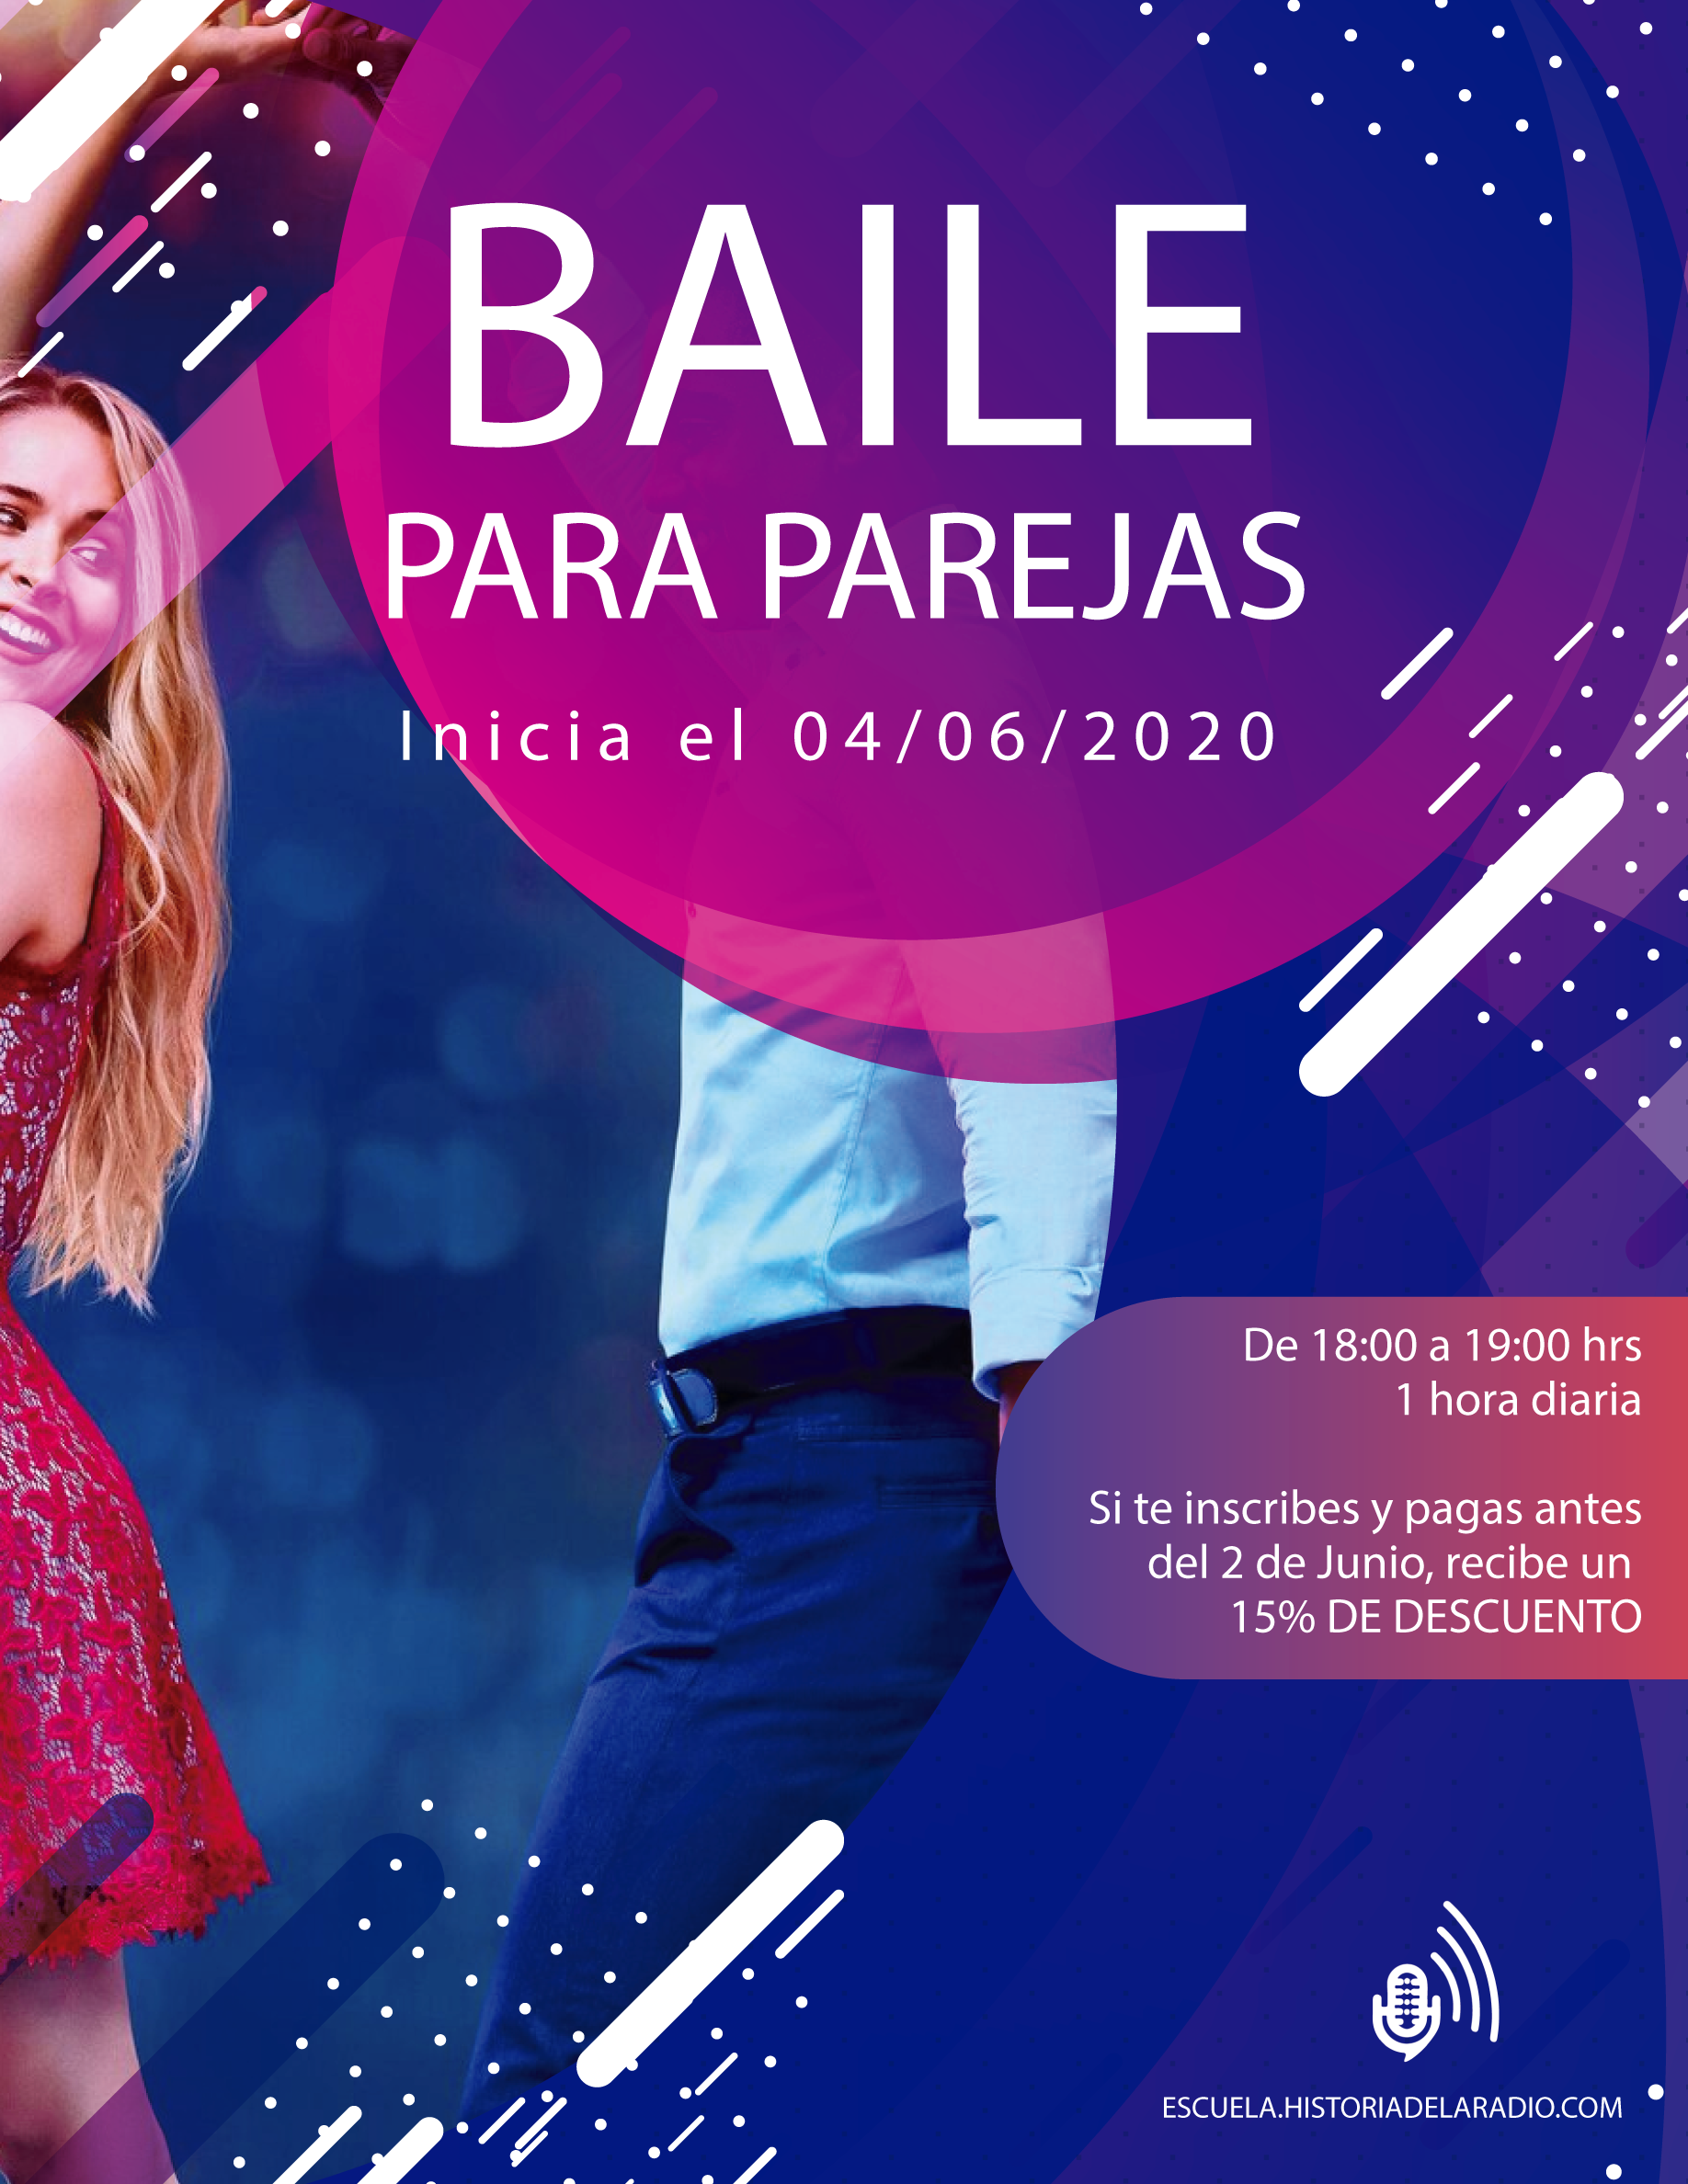 BAILE
PARA PAREJAS
Inicia el 04/06/2020
De 18:00 a 19:00 hrs
1 hora diaria
Si te inscribes y pagas antes
del 2 de Junio, recibe un
15% DE DESCUENTO
ESCUELA.HISTORIADELARADIO.COM